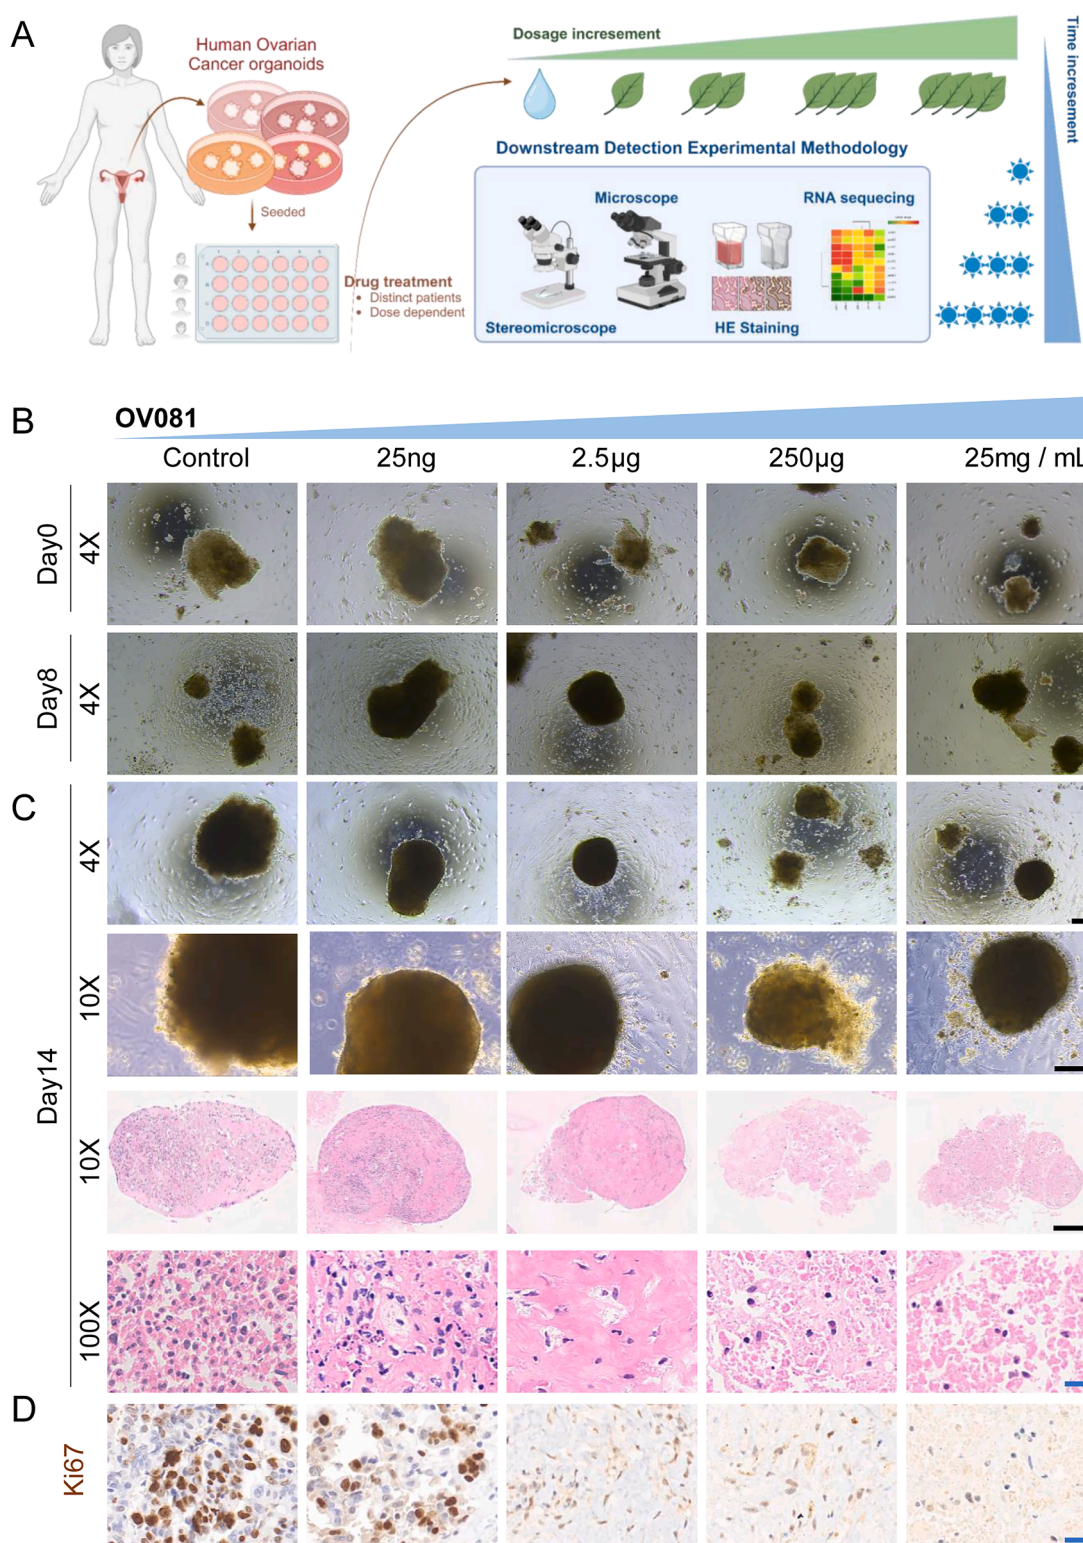 A
Human Ovarian
Cancer organoids
Seeded
Drug treatment
• Distinct patients
• Dose dependent
Dosage incresement
Time incresement
Downstream Detection Experimental Methodology
Microscope
RNA sequecing
Stereomicroscope
HE Staining
B
OV081
Control 25ng 2.5µg 250µg 25mg / mL
Day0
4X
Day8
4X
C
Day14
4X
10X
10X
100X
D
Ki67